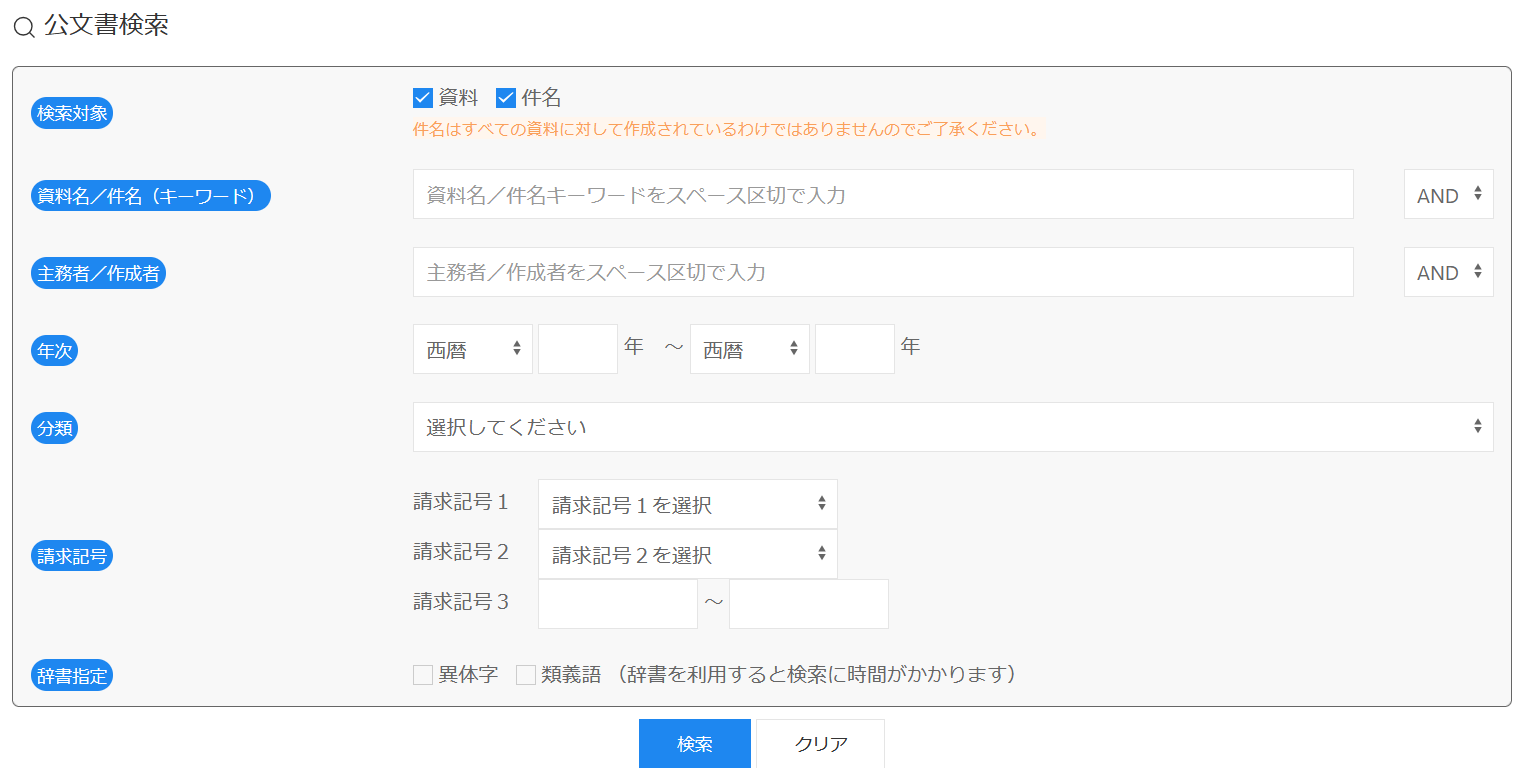 公文書検索
検索対象
資料 件名
件名はすべての資料に対して作成されているわけではありませんのでご了承ください。
資料名／件名（キーワード）
資料名／件名キーワードをスペース区切で入力
AND
主務者／作成者
主務者／作成者をスペース区切で入力
AND
年次
西暦 年 ～ 西暦 年
分類
選択してください
請求記号
請求記号１ 請求記号１を選択
請求記号２ 請求記号２を選択
請求記号３ ～
辞書指定
異体字 類義語 （辞書を利用すると検索に時間がかかります）
検索 クリア